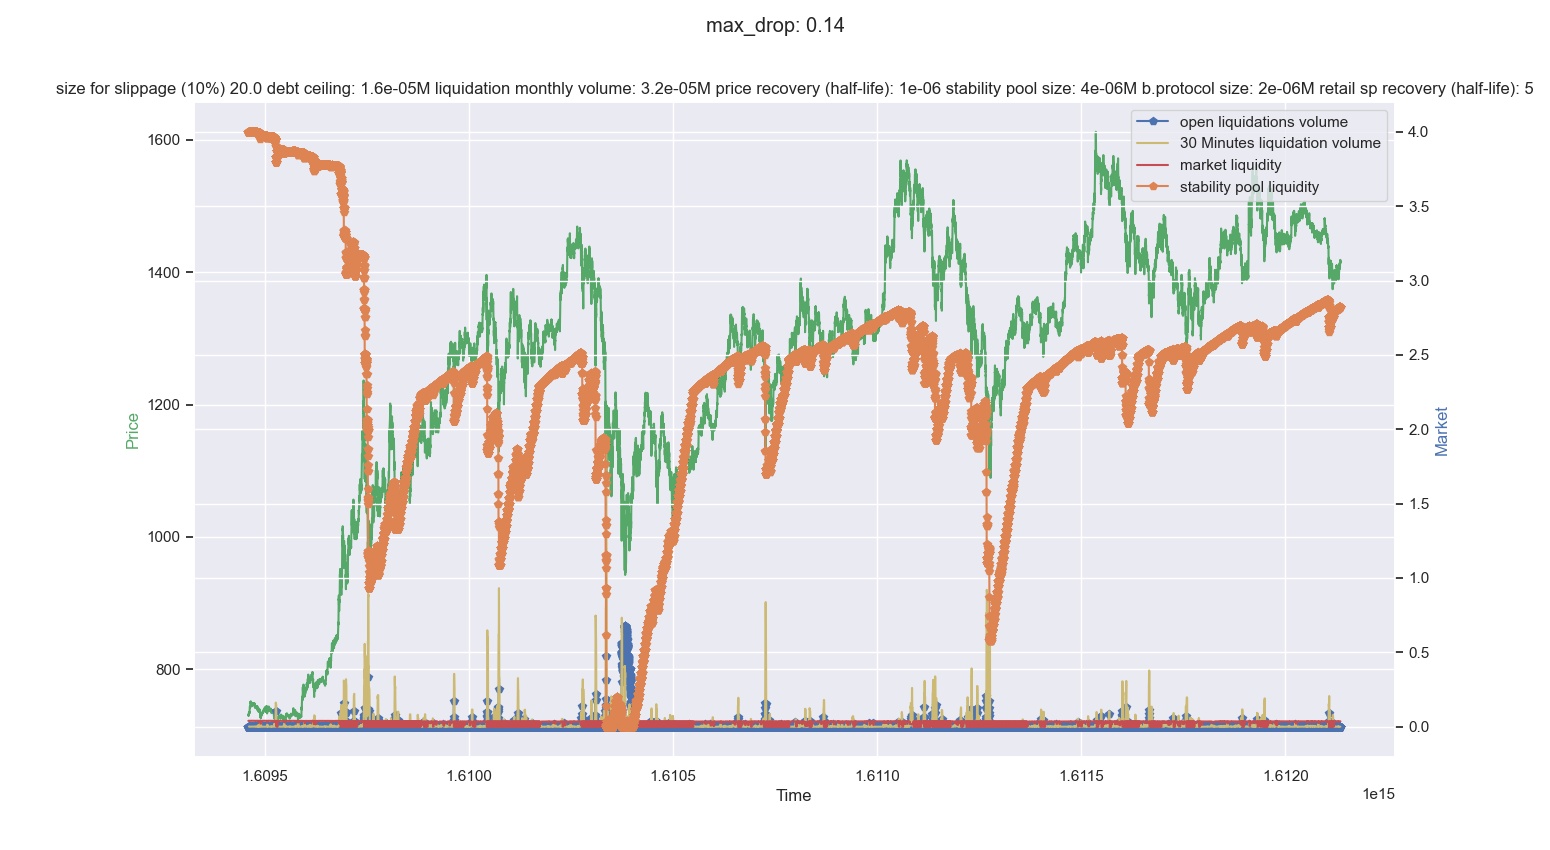 max_drop: 0.14
size for slippage (10%) 20.0 debt ceiling: 1.6e-05M liquidation monthly volume: 3.2e-05M price recovery (half-life): 1e-06 stability pool size: 4e-06M b.protocol size: 2e-06M retail sp recovery (half-life): 5
open liquidations volume
30 Minutes liquidation volume
market liquidity
stability pool liquidity
1600
1400
1200
1000
800
Price
4.0
3.5
3.0
2.5
2.0
1.5
1.0
0.5
0.0
Market
1.6095
1.6100
1.6105
1.6110
1.6115
1.6120
Time
1e15